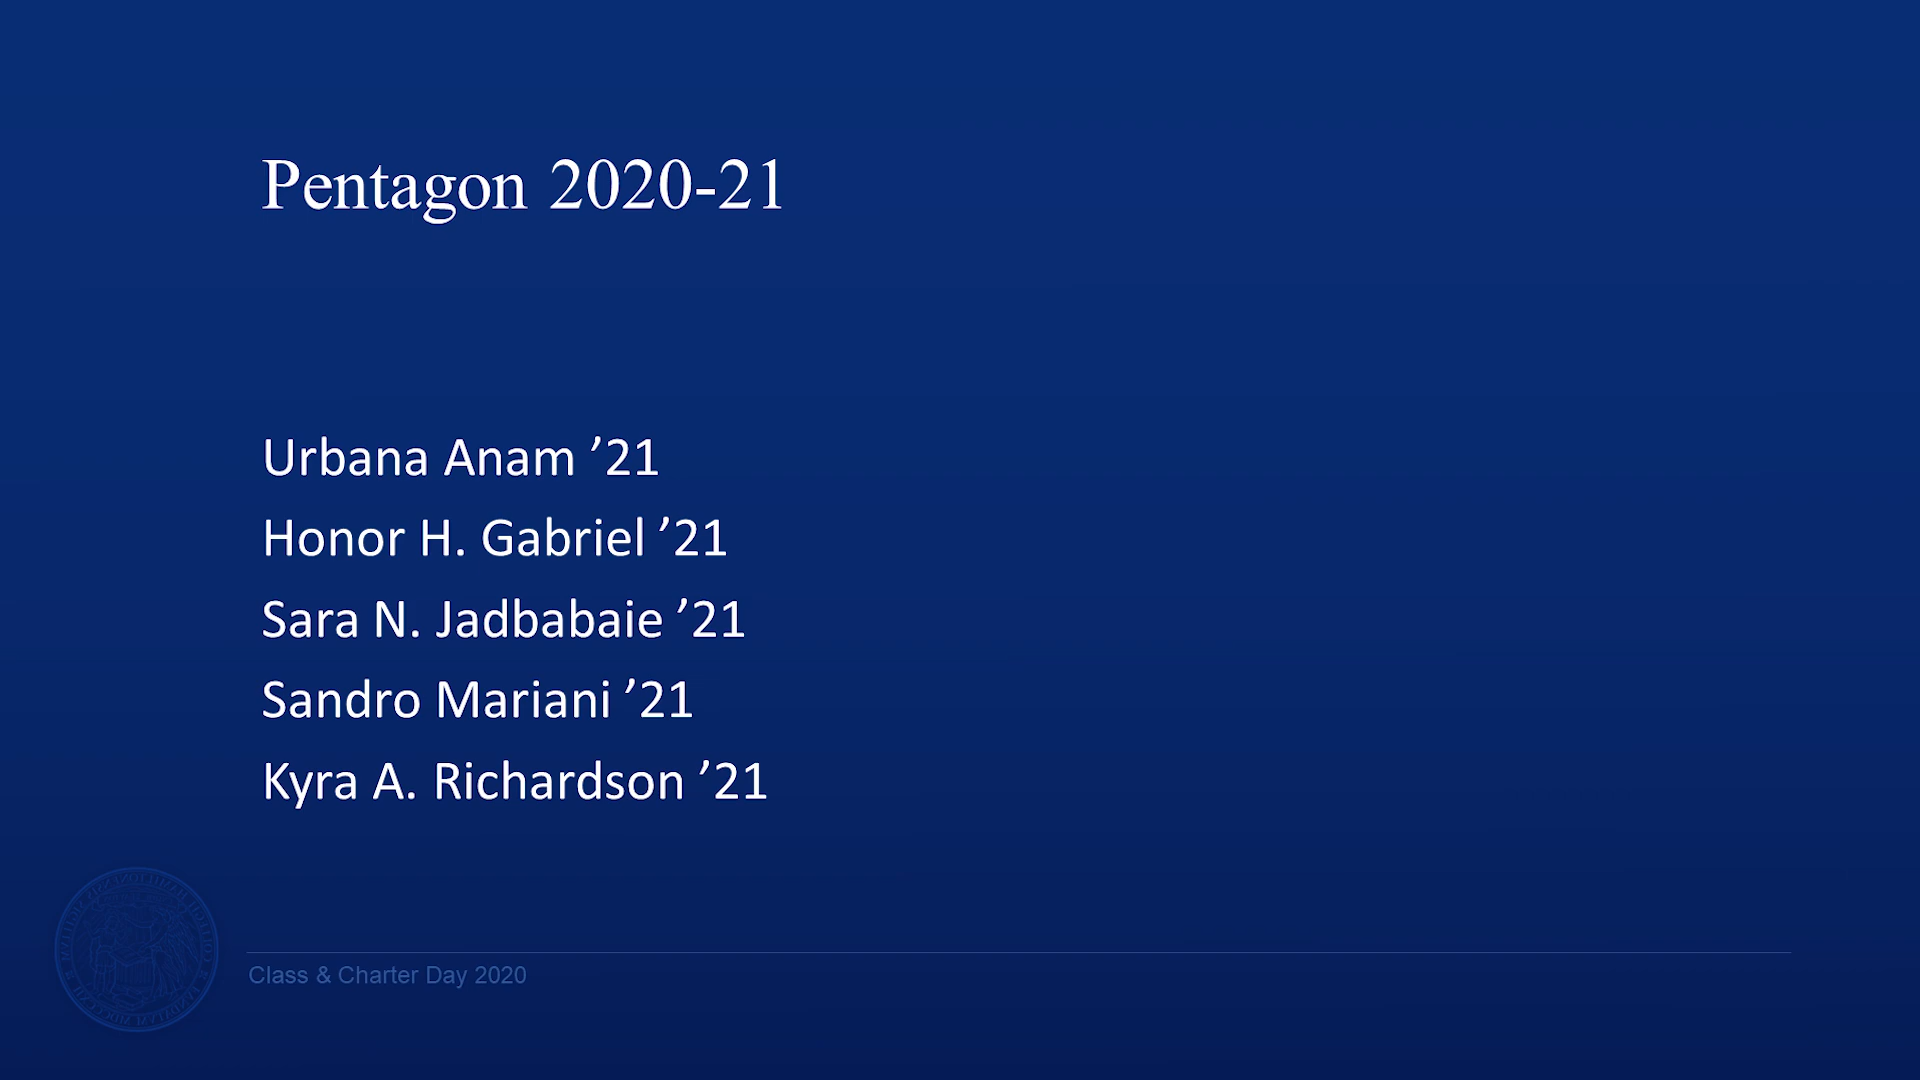 Pentagon 2020-21
Urbana Anam ’21
Honor H. Gabriel ’21
Sara N. Jadbabaie ’21
Sandro Mariani ’21
Kyra A. Richardson ’21
Class & Charter Day 2020